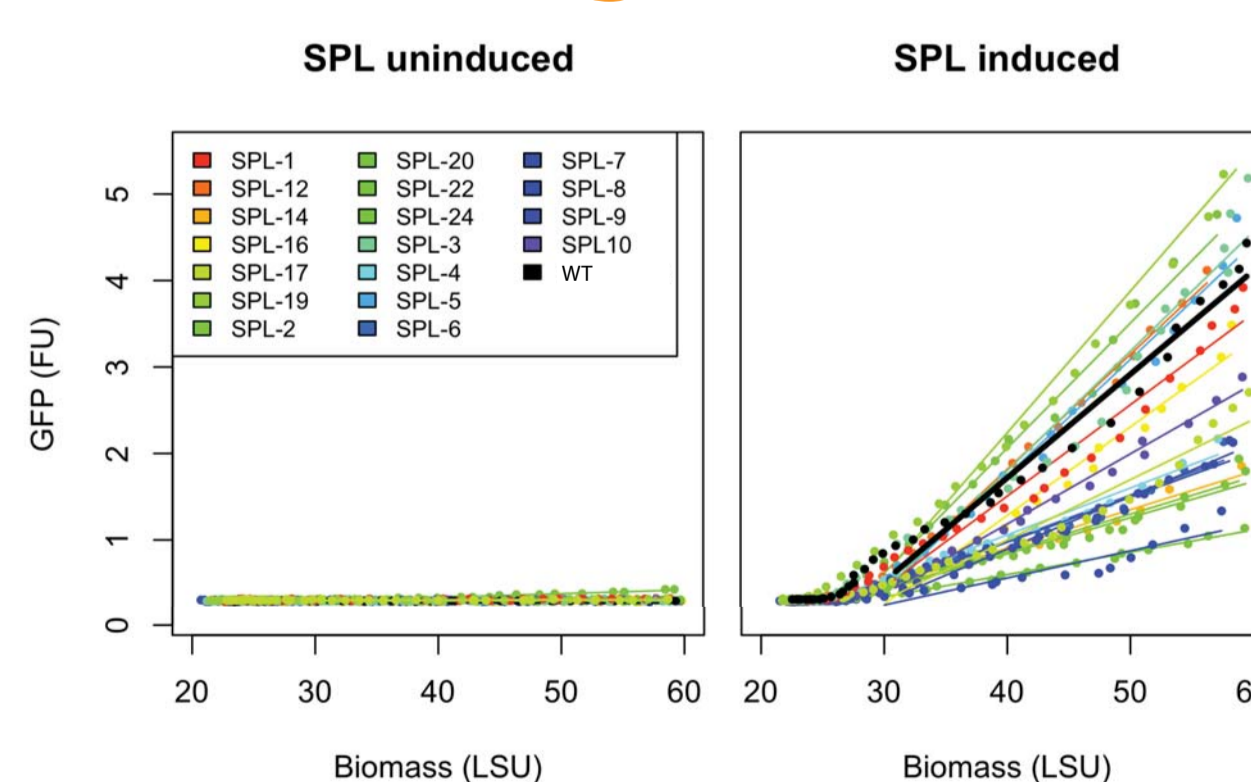 SPL uninduced
SPL induced
SPL-1
SPL-12
SPL-14
SPL-16
SPL-17
SPL-19
SPL-2
SPL-20
SPL-22
SPL-24
SPL-3
SPL-4
SPL-5
SPL-6
SPL-7
SPL-8
SPL-9
SPL10
WT
GFP (FU)
5
4
3
2
1
0
20 30 40 50 60
20 30 40 50 6
Biomass (LSU)
Biomass (LSU)